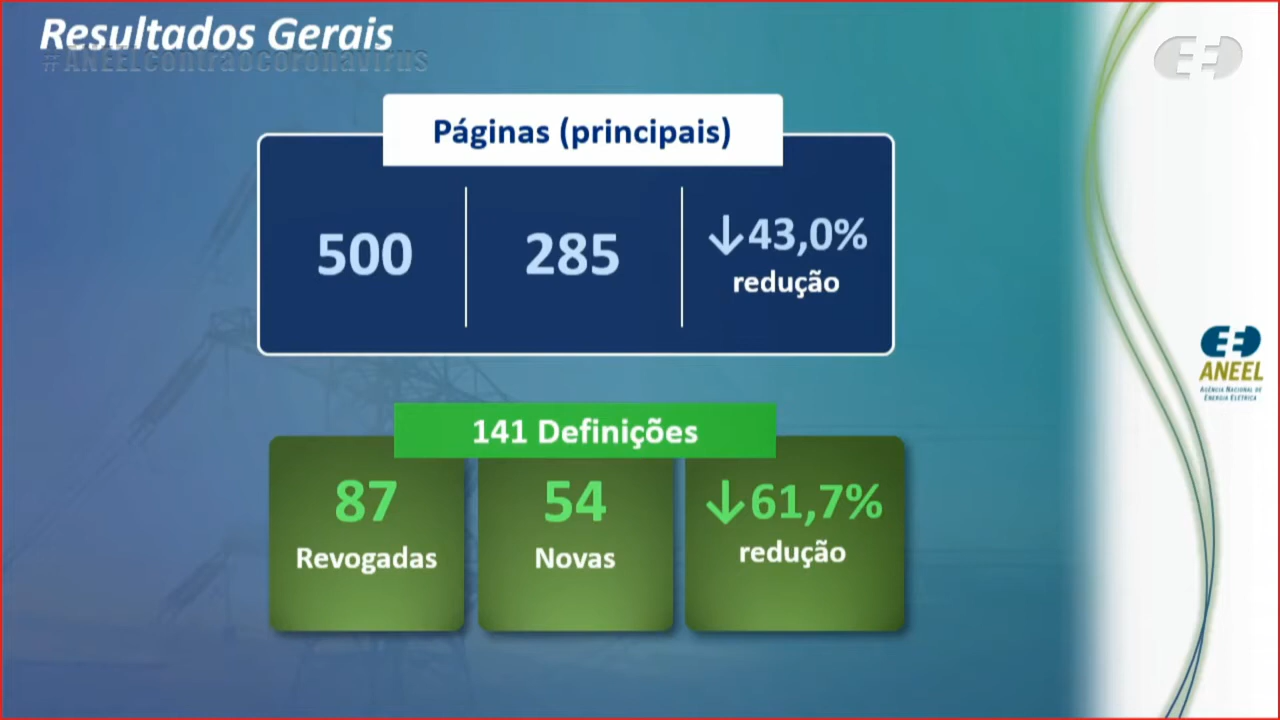 Resultados Gerais
#ANEELcontraocoronavirus
Páginas (principais)
500
285
↓43,0%
redução
141 Definições
87
Revogadas
54
Novas
↓61,7%
redução
ANEEL
AGÊNCIA NACIONAL DE
ENERGIA ELÉTRICA